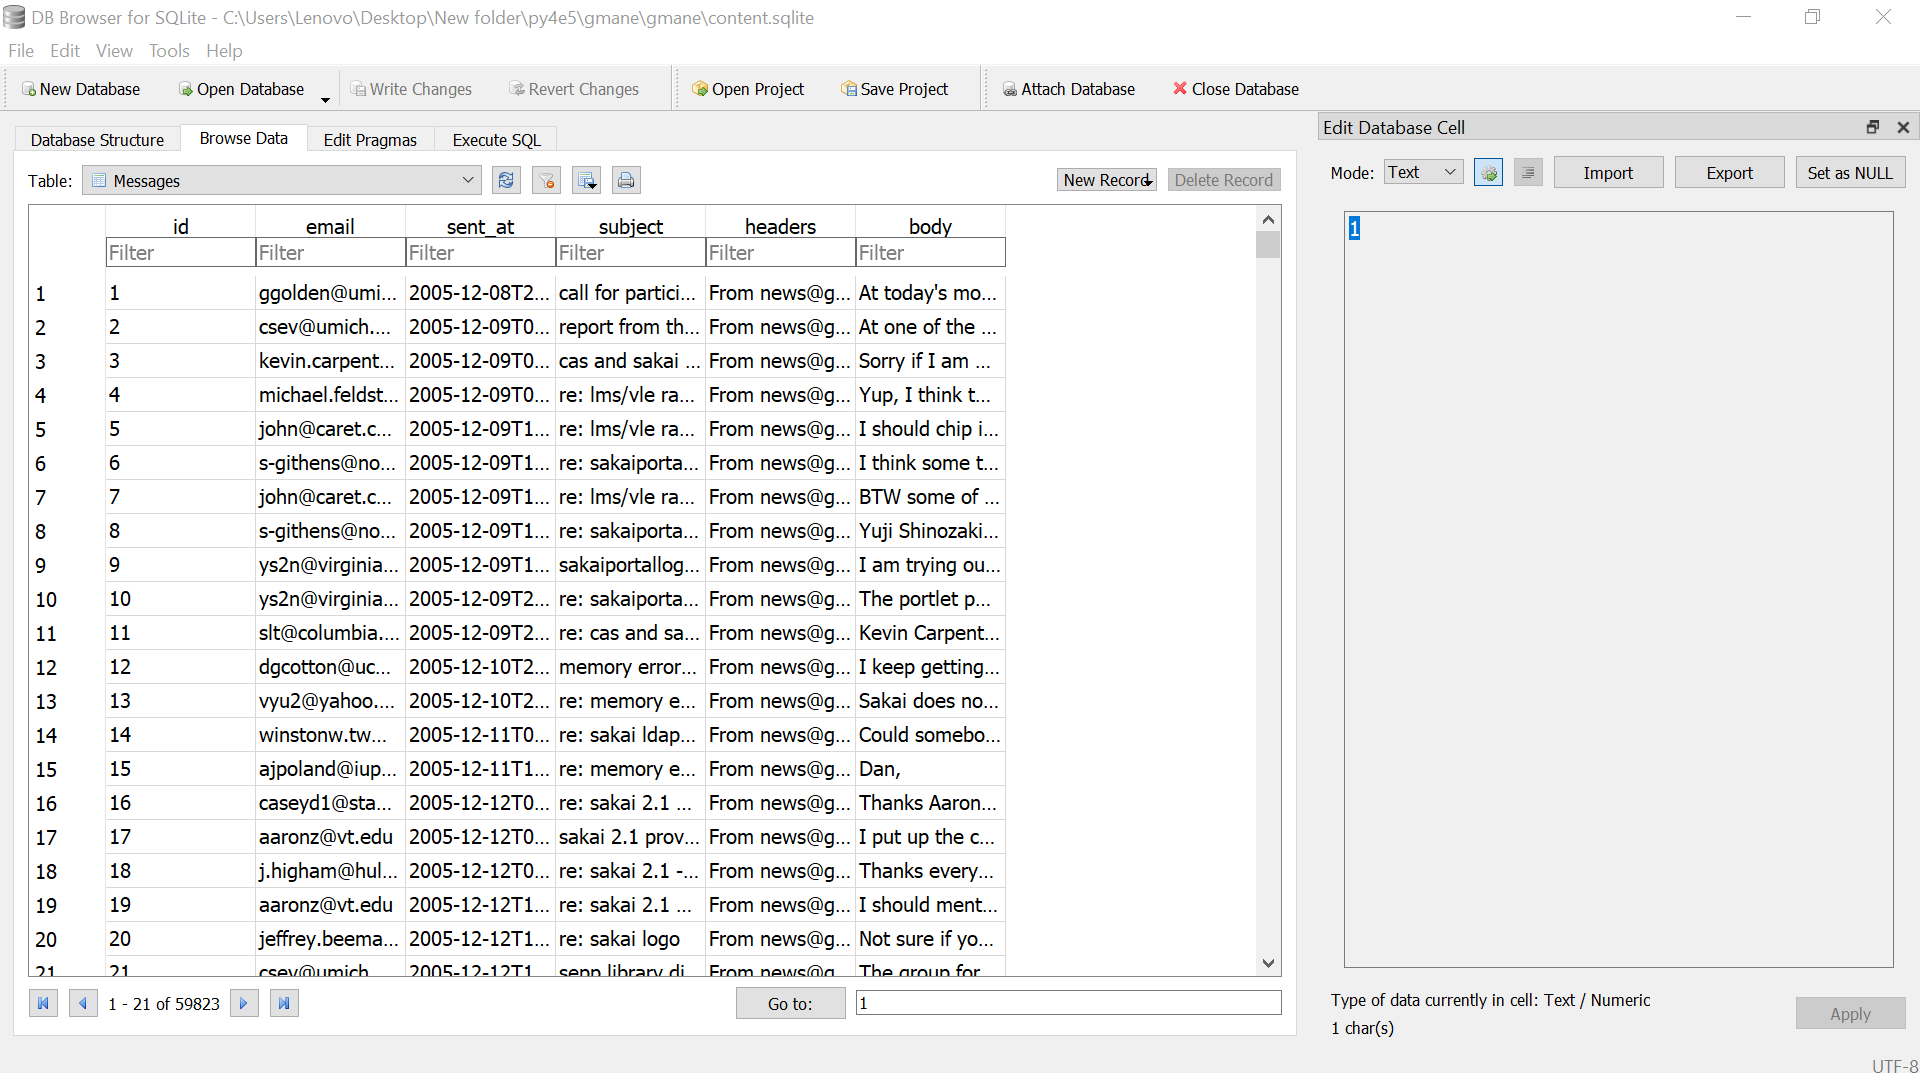 DB Browser for SQLite - C:\Users\Lenovo\Desktop\New folder\py4e5\gmane\gmane\content.sqlite
File Edit View Tools Help
New Database Open Database Write Changes Revert Changes Open Project Save Project Attach Database Close Database
Database Structure Browse Data Edit Pragmas Execute SQL
Table: Messages New Record Delete Record
id email sent_at subject headers body
Filter Filter Filter Filter Filter Filter
1 1 ggolden@umi... 2005-12-08T2... call for partici... From news@g... At today's mo...
2 2 csev@umich.... 2005-12-09T0... report from th... From news@g... At one of the ...
3 3 kevin.carpent... 2005-12-09T0... cas and sakai ... From news@g... Sorry if I am ...
4 4 michael.feldst... 2005-12-09T0... re: lms/vle ra... From news@g... Yup, I think t...
5 5 john@caret.c... 2005-12-09T1... re: lms/vle ra... From news@g... I should chip i...
6 6 s-githens@no... 2005-12-09T1... re: sakaiporta... From news@g... I think some t...
7 7 john@caret.c... 2005-12-09T1... re: lms/vle ra... From news@g... BTW some of ...
8 8 s-githens@no... 2005-12-09T1... re: sakaiporta... From news@g... Yuji Shinozaki...
9 9 ys2n@virginia... 2005-12-09T1... sakaiportallog... From news@g... I am trying ou...
10 10 ys2n@virginia... 2005-12-09T2... re: sakaiporta... From news@g... The portlet p...
11 11 slt@columbia.... 2005-12-09T2... re: cas and sa... From news@g... Kevin Carpent...
12 12 dgcotton@uc... 2005-12-10T2... memory error... From news@g... I keep getting...
13 13 vyu2@yahoo.... 2005-12-10T2... re: memory e... From news@g... Sakai does no...
14 14 winstonw.tw... 2005-12-11T0... re: sakai ldap... From news@g... Could somebo...
15 15 ajpoland@iup... 2005-12-11T1... re: memory e... From news@g... Dan,
16 16 caseyd1@sta... 2005-12-12T0... re: sakai 2.1 ... From news@g... Thanks Aaron...
17 17 aaronz@vt.edu 2005-12-12T0... sakai 2.1 prov... From news@g... I put up the c...
18 18 j.higham@hul... 2005-12-12T0... re: sakai 2.1 -... From news@g... Thanks every...
19 19 aaronz@vt.edu 2005-12-12T1... re: sakai 2.1 ... From news@g... I should ment...
20 20 jeffrey.beema... 2005-12-12T1... re: sakai logo From news@g... Not sure if yo...
21 21 csev@umich.... 2005-12-12T1... sepp library di... From news@g... The group for ...
1 - 21 of 59823 Go to: 1
Edit Database Cell
Mode: Text Import Export Set as NULL
1
Type of data currently in cell: Text / Numeric
1 char(s)
Apply
UTF-8